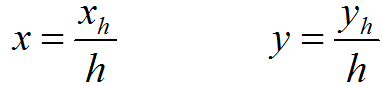 x = x_h / h    y = y_h / h